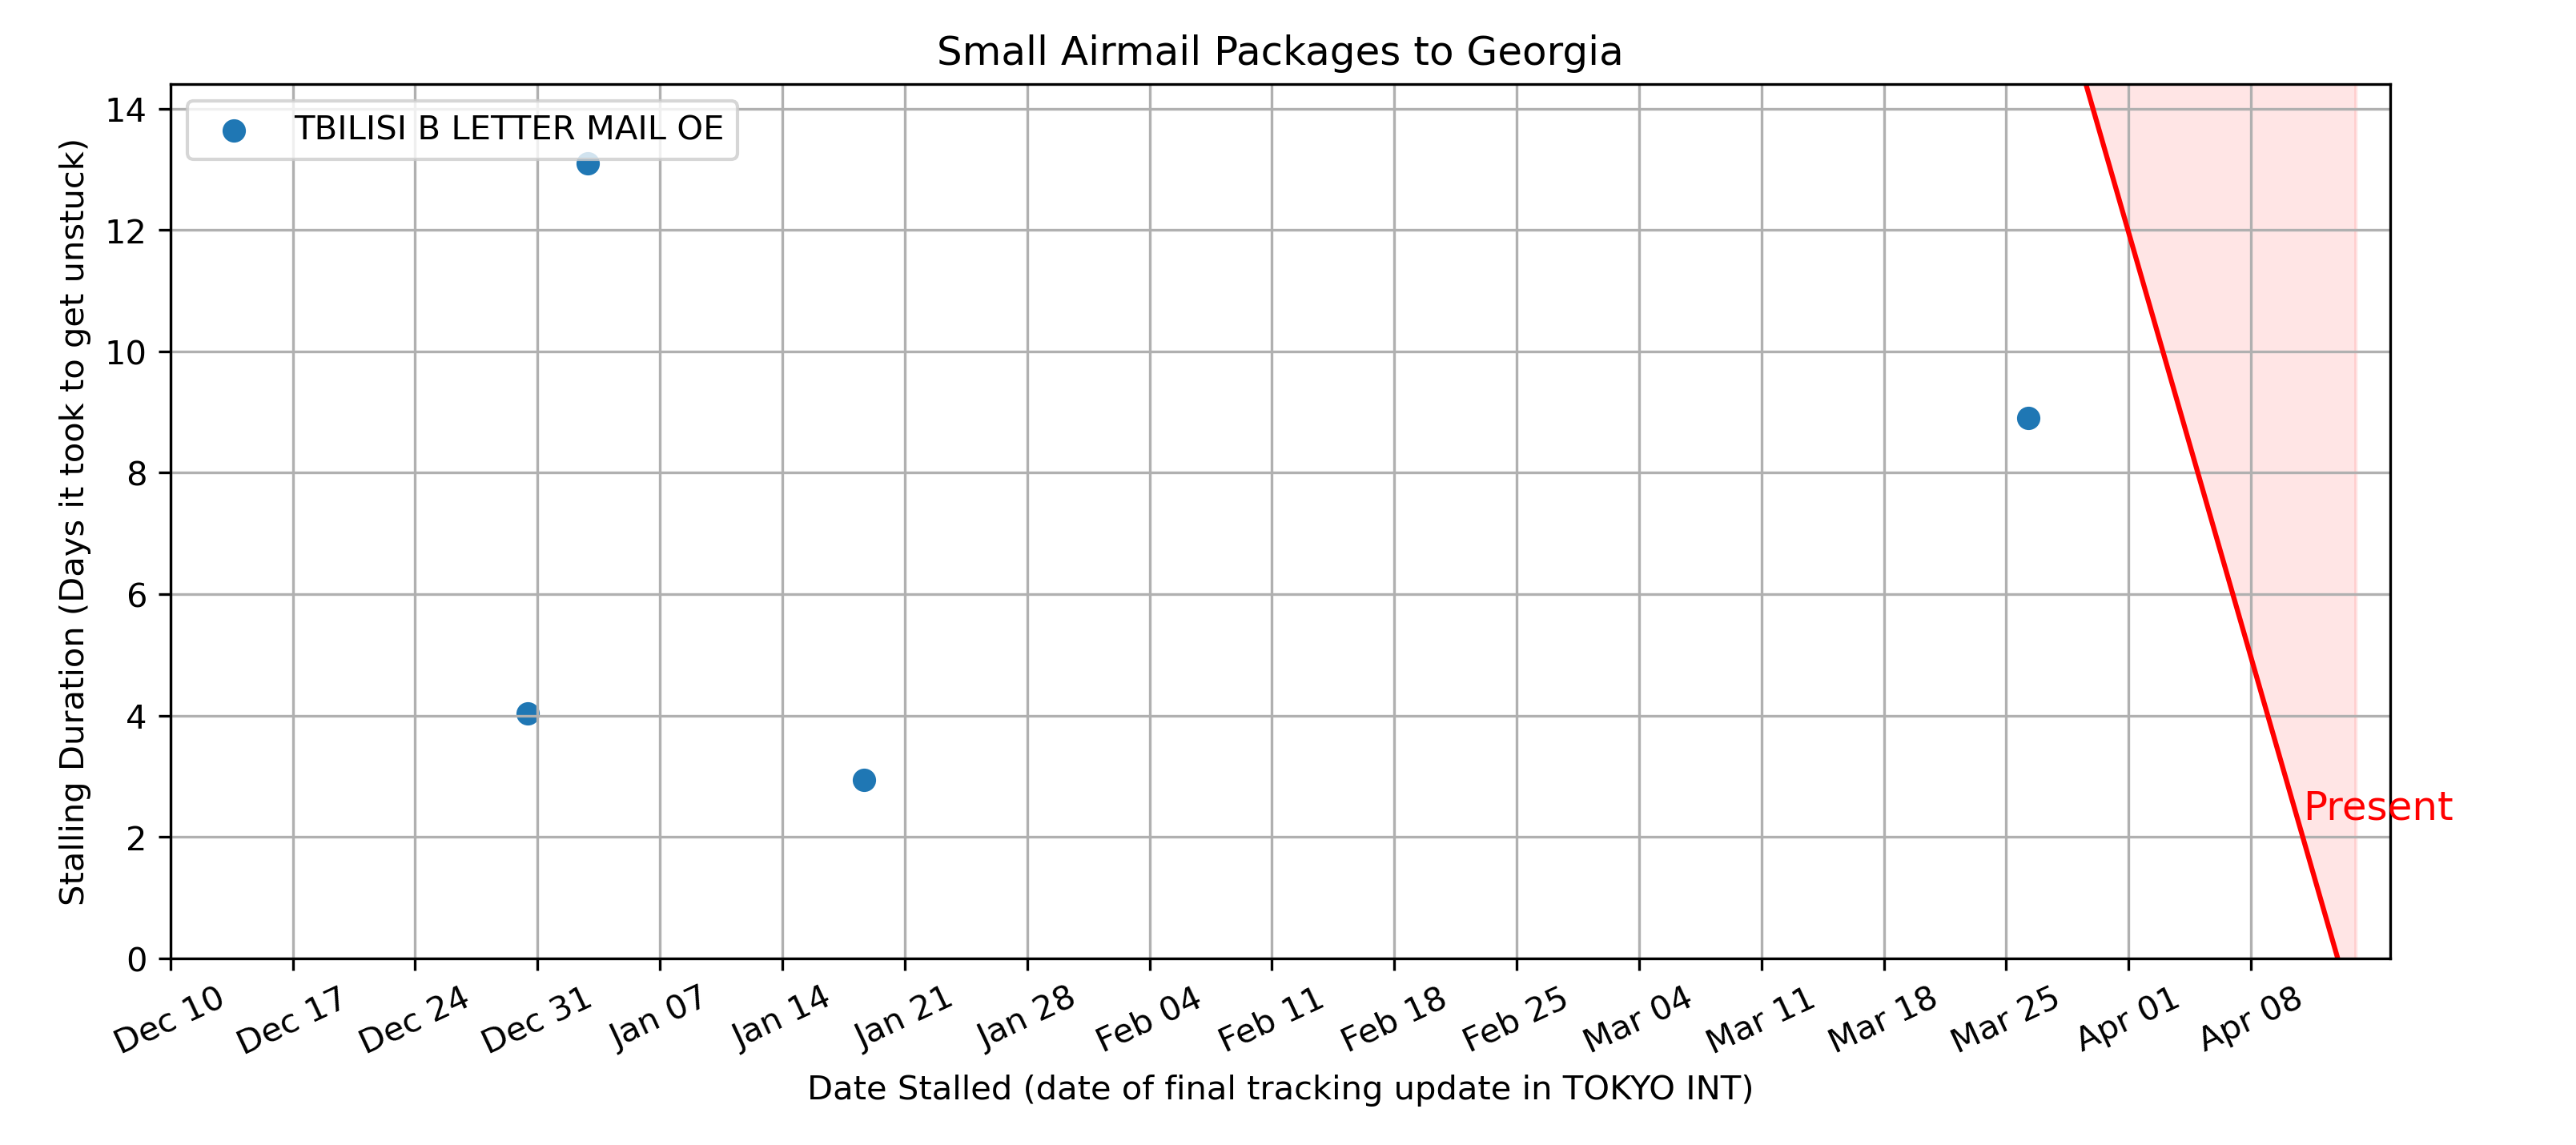 Small Airmail Packages to Georgia
TBILISI B LETTER MAIL OE
Stalling Duration (Days it took to get unstuck)
14
12
10
8
6
4
2
0
Present
Dec 10
Dec 17
Dec 24
Dec 31
Jan 07
Jan 14
Jan 21
Jan 28
Feb 04
Feb 11
Feb 18
Feb 25
Mar 04
Mar 11
Mar 18
Mar 25
Apr 01
Apr 08
Date Stalled (date of final tracking update in TOKYO INT)